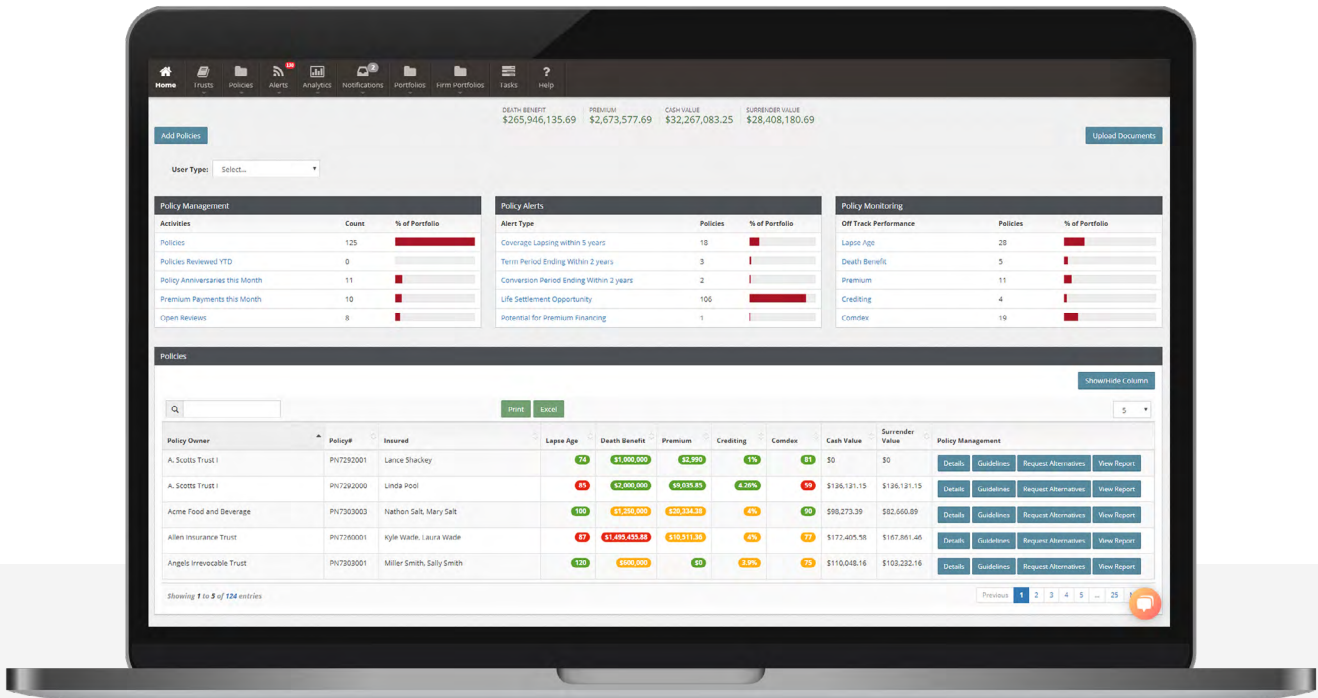 130 2
Home Trusts Policies Alerts Analytics Notifications Portfolios Firm Portfolios Tasks Help
DEATH BENEFIT PREMIUM CASH VALUE SURRENDER VALUE
$265,946,135.69 $2,673,577.69 $32,267,083.25 $28,408,180.69
Add Policies Upload Documents
User Type: Select...
Policy Management Policy Alerts Policy Monitoring
Activities Count % of Portfolio Alert Type Policies % of Portfolio Off Track Performance Policies % of Portfolio
Policies 125 Coverage Lapsing within 5 years 18 Lapse Age 28
Policies Reviewed YTD 0 Term Period Ending Within 2 years 3 Death Benefit 5
Policy Anniversaries this Month 11 Conversion Period Ending Within 2 years 2 Premium 11
Premium Payments this Month 10 Life Settlement Opportunity 106 Crediting 4
Open Reviews 8 Potential for Premium Financing 1 Comdex 19
Policies
Show/Hide Column
Print Excel 5
Policy Owner Policy# Insured Lapse Age Death Benefit Premium Crediting Comdex Cash Value Surrender Value Policy Management
A. Scotts Trust I PN7292001 Lance Shackey 74 $1,000,000 $2,990 1% 81 $0 $0 Details Guidelines Request Alternatives View Report
A. Scotts Trust I PN7292000 Linda Pool 85 $2,000,000 $9,035.85 4.26% 59 $136,131.15 $136,131.15 Details Guidelines Request Alternatives View Report
Acme Food and Beverage PN7303003 Nathon Salt, Mary Salt 100 $1,250,000 $20,334.38 4% 90 $98,273.39 $82,660.89 Details Guidelines Request Alternatives View Report
Allen Insurance Trust PN7260001 Kyle Wade, Laura Wade 87 $1,495,455.88 4% 77 $172,405.58 $167,861.46 Details Guidelines Request Alternatives View Report
Angels Irrevocable Trust PN7303001 Miller Smith, Sally Smith 120 $600,000 $0 3.9% 75 $110,048.16 $103,232.16 Details Guidelines Request Alternatives View Report
Showing 1 to 5 of 124 entries Previous 1 2 3 4 5 ... 25